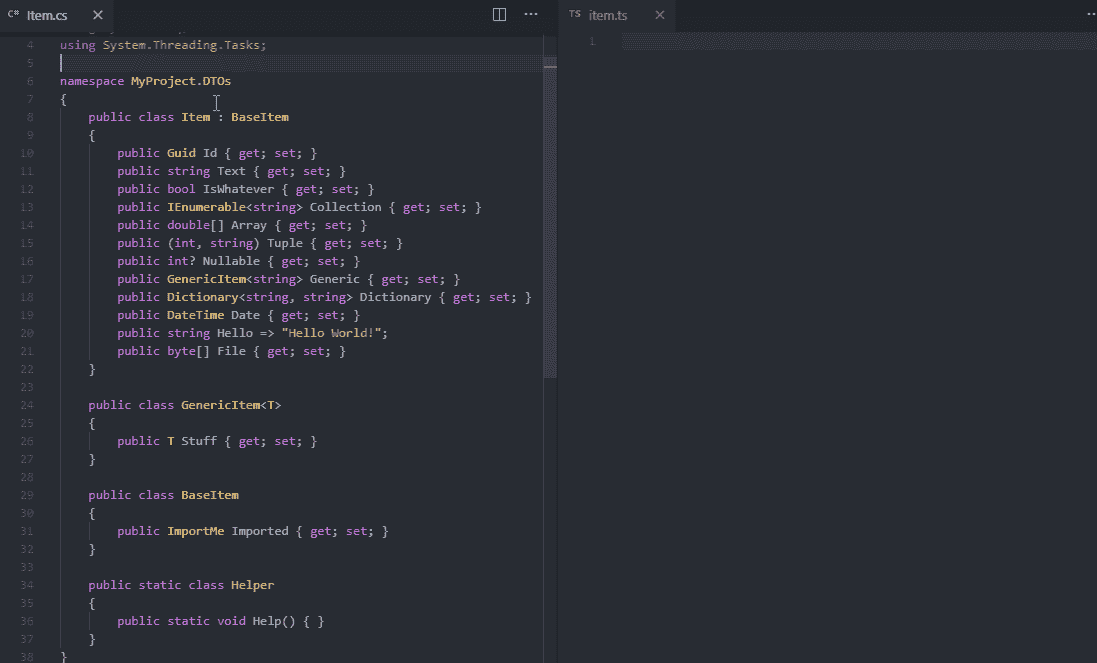 C# Item.cs
TS item.ts
4 using System.Threading.Tasks;
5
6 namespace MyProject.DTOs
7 {
8 public class Item : BaseItem
9 {
10 public Guid Id { get; set; }
11 public string Text { get; set; }
12 public bool IsWhatever { get; set; }
13 public IEnumerable<string> Collection { get; set; }
14 public double[] Array { get; set; }
15 public (int, string) Tuple { get; set; }
16 public int? Nullable { get; set; }
17 public GenericItem<string> Generic { get; set; }
18 public Dictionary<string, string> Dictionary { get; set; }
19 public DateTime Date { get; set; }
20 public string Hello => "Hello World!";
21 public byte[] File { get; set; }
22 }
23
24 public class GenericItem<T>
25 {
26 public T Stuff { get; set; }
27 }
28
29 public class BaseItem
30 {
31 public ImportMe Imported { get; set; }
32 }
33
34 public static class Helper
35 {
36 public static void Help() { }
37 }
38 }
1